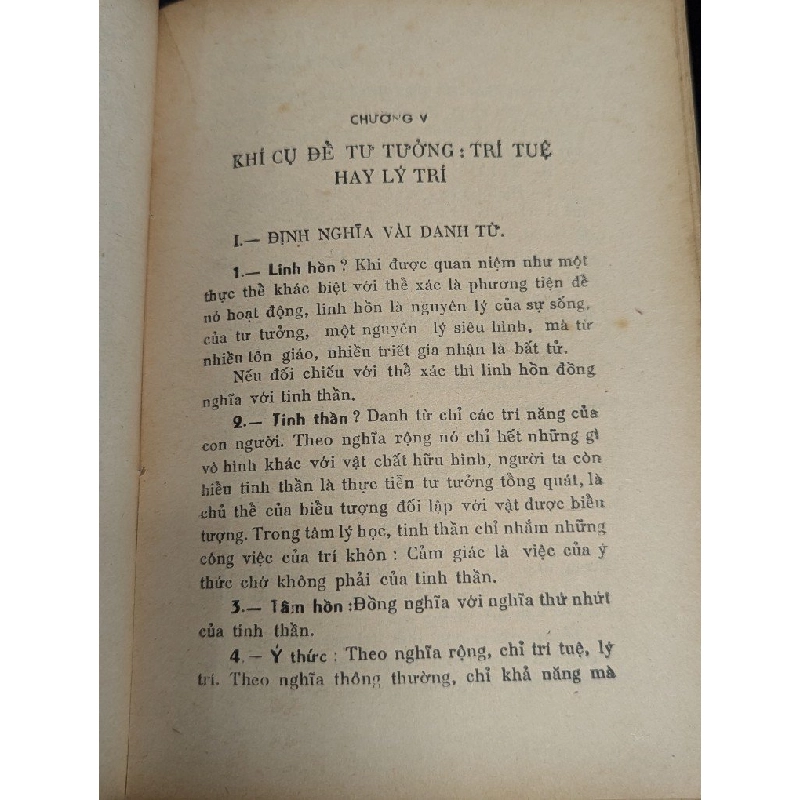 CHƯƠNG V
KHÍ CỤ ĐỂ TƯ TƯỞNG : TRÍ TUỆ
HAY LÝ TRÍ
I.— ĐỊNH NGHĨA VÀI DANH TỪ.
1.— Linh hồn ? Khi được quan niệm như một
thực thể khác biệt với thể xác là phương tiện để
nó hoạt động, linh hồn là nguyên lý của sự sống,
của tư tưởng, một nguyên lý siêu hình, mà từ
nhiều tôn giáo, nhiều triết gia nhận là bất tử.
Nếu đối chiếu với thể xác thì linh hồn đồng
nghĩa với tinh thần.
2.— Tinh thần ? Danh từ chỉ các trí năng của
con người. Theo nghĩa rộng nó chỉ hết những gì
vô hình khác với vật chất hữu hình, người ta còn
hiểu tinh thần là thực tiễn tư tưởng tổng quát, là
chủ thể của biểu tượng đối lập với vật được biểu
tượng. Trong tâm lý học, tinh thần chỉ nhắm những
công việc của trí khôn : Cảm giác là việc của ý
thức chớ không phải của tinh thần.
3.— Tâm hồn :Đồng nghĩa với nghĩa thứ nhứt
của tinh thần.
4.— Ý thức : Theo nghĩa rộng, chỉ trí tuệ, lý
trí. Theo nghĩa thông thường, chỉ khả năng mà